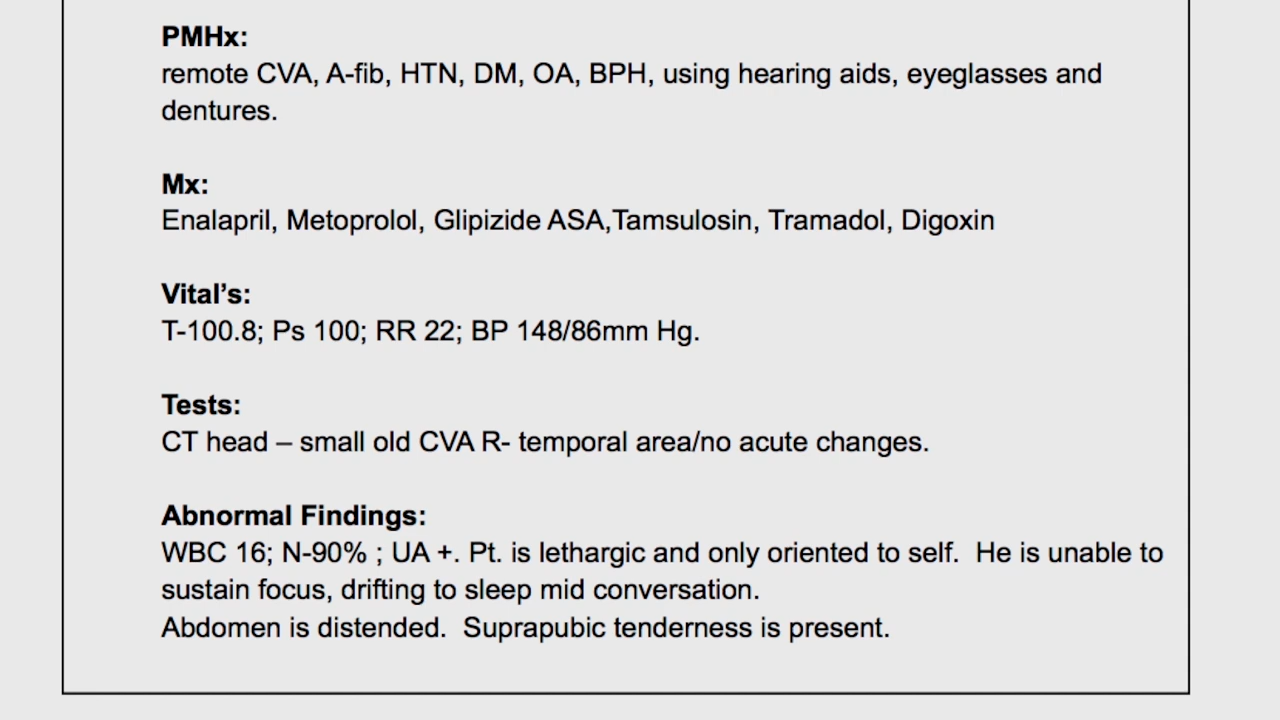 PMHx:
remote CVA, A-fib, HTN, DM, OA, BPH, using hearing aids, eyeglasses and
dentures.
Mx:
Enalapril, Metoprolol, Glipizide ASA,Tamsulosin, Tramadol, Digoxin
Vital’s:
T-100.8; Ps 100; RR 22; BP 148/86mm Hg.
Tests:
CT head – small old CVA R- temporal area/no acute changes.
Abnormal Findings:
WBC 16; N-90% ; UA +. Pt. is lethargic and only oriented to self.  He is unable to
sustain focus, drifting to sleep mid conversation.
Abdomen is distended.  Suprapubic tenderness is present.